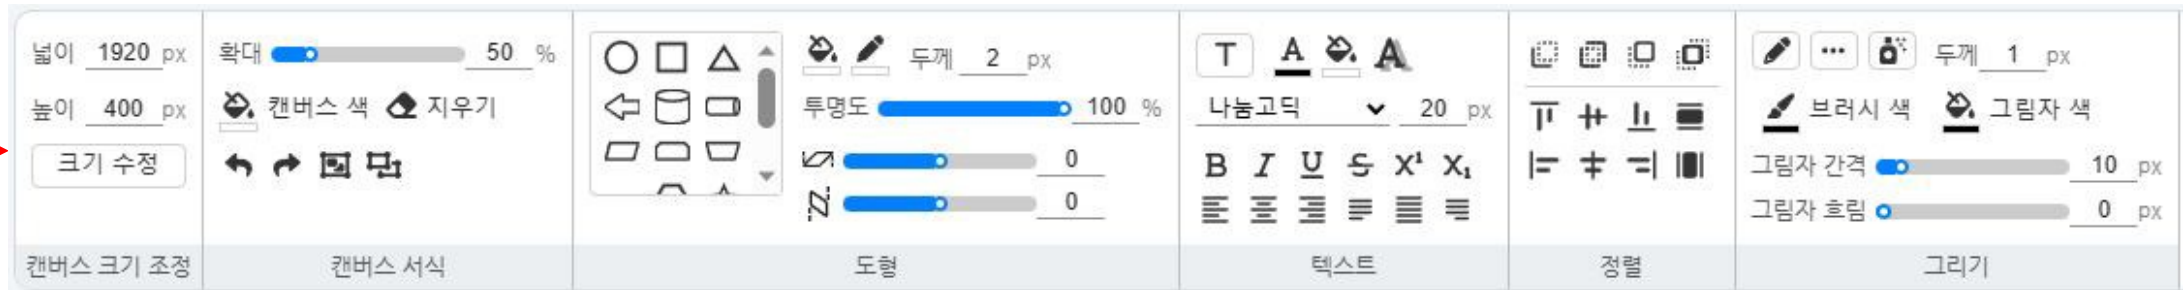 넓이 1920 px
높이 400 px
크기 수정
캔버스 크기 조정
확대 50 %
캔버스 색 지우기
캔버스 서식
두께 2 px
투명도 100 %
0
0
도형
T A A
나눔고딕 20 px
B I U S X¹ X₁
텍스트
정렬
두께 1 px
브러시 색 그림자 색
그림자 간격 10 px
그림자 흐림 0 px
그리기